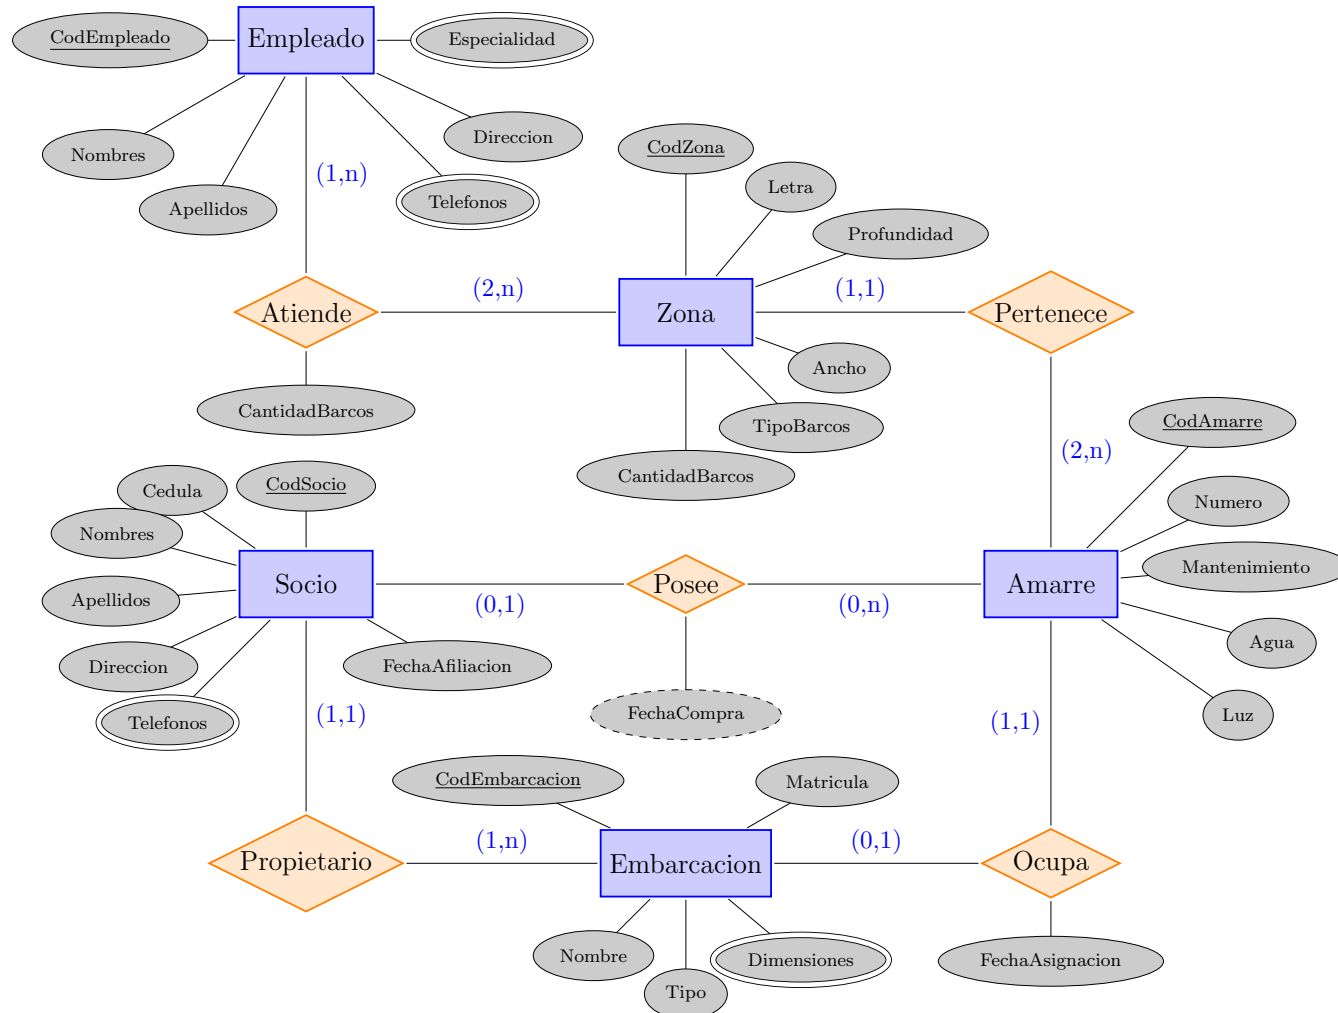 CodEmpleado
Empleado
Especialidad
Nombres
Apellidos
(1,n)
Telefonos
Direccion
CodZona
Letra
Profundidad
Atiende
(2,n)
Zona
(1,1)
Pertenece
CantidadBarcos
Ancho
TipoBarcos
CantidadBarcos
(2,n)
CodAmarre
Numero
Mantenimiento
Agua
Luz
Cedula
CodSocio
Nombres
Apellidos
Direccion
Telefonos
Socio
FechaAfiliacion
(0,1)
Posee
(0,n)
Amarre
FechaCompra
(1,1)
(1,1)
CodEmbarcacion
Matricula
Propietario
(1,n)
Embarcacion
(0,1)
Ocupa
Nombre
Tipo
Dimensiones
FechaAsignacion